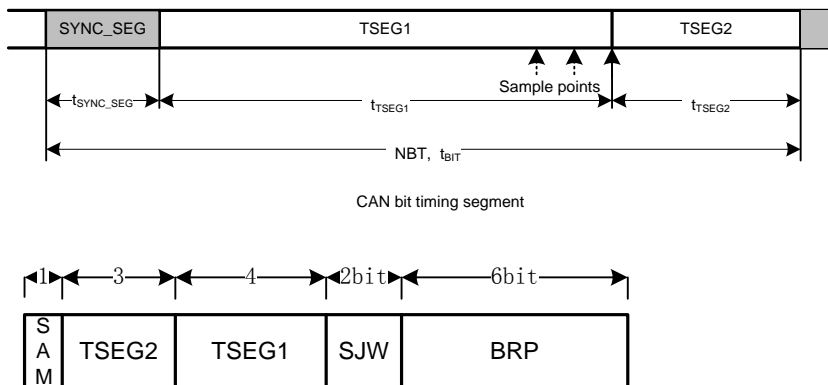 SYNC_SEG TSEG1 TSEG2
Sample points
tSYNC_SEG tTSEG1 tTSEG2
NBT, tBIT
CAN bit timing segment
1 3 4 2bit 6bit
SAM TSEG2 TSEG1 SJW BRP